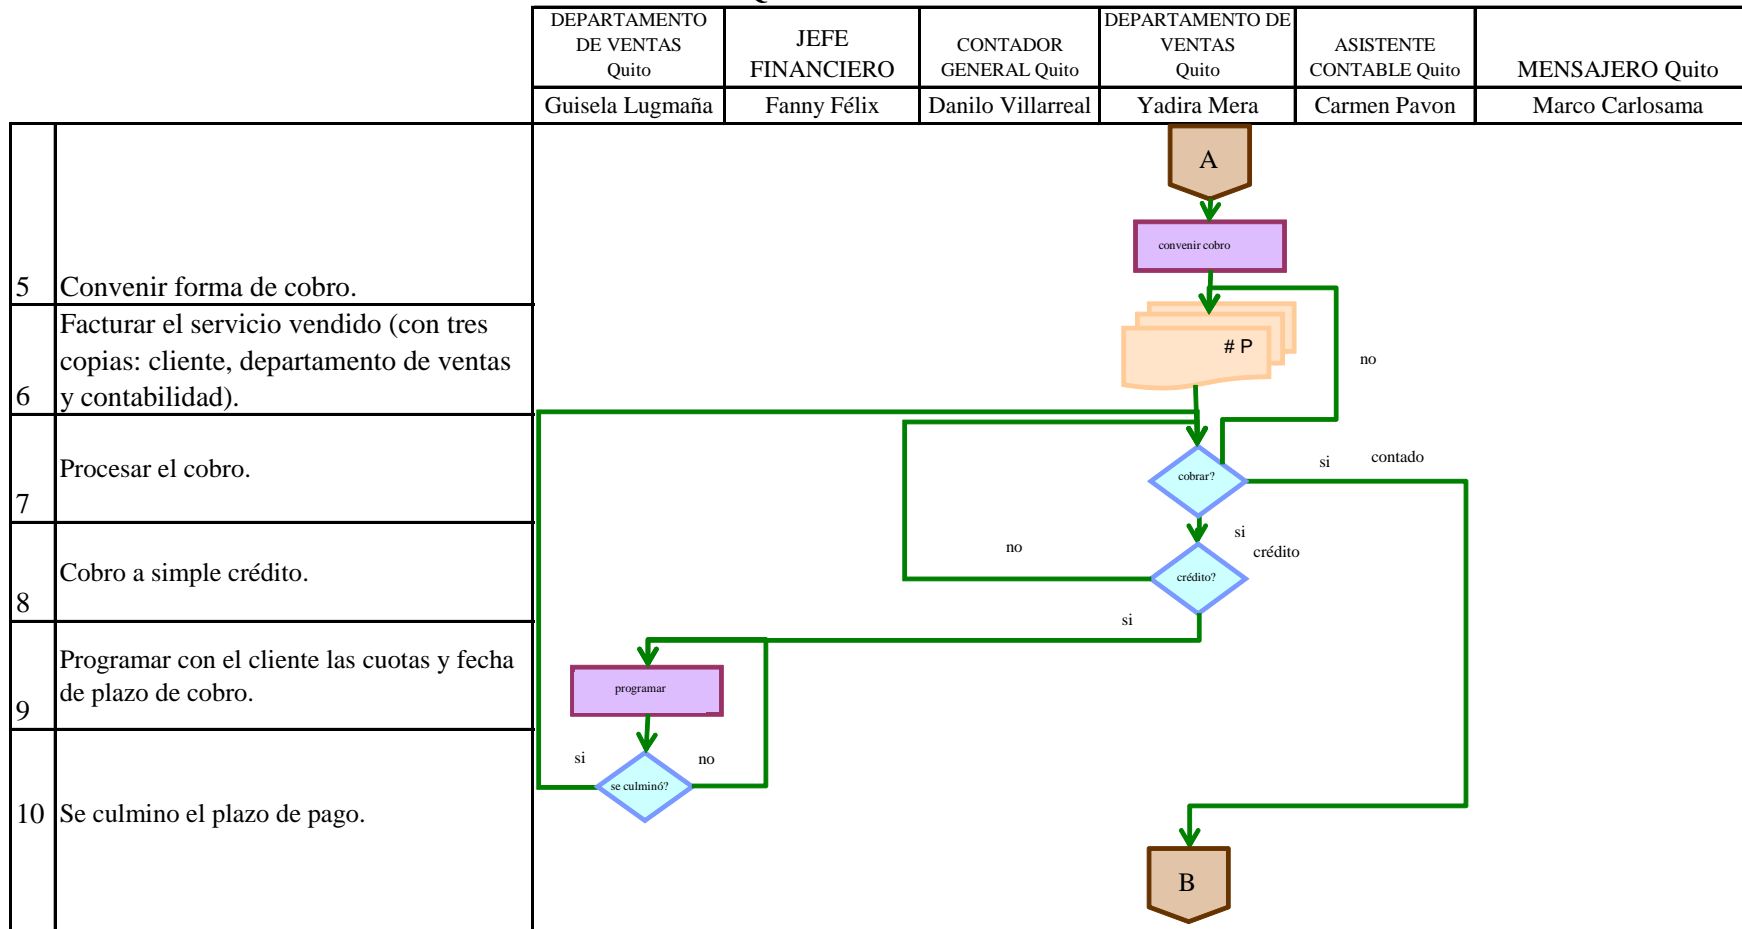 DEPARTAMENTO
DE VENTAS
Quito
JEFE
FINANCIERO
CONTADOR
GENERAL Quito
DEPARTAMENTO DE
VENTAS
Quito
ASISTENTE
CONTABLE Quito
MENSAJERO Quito
Guisela Lugmaña
Fanny Félix
Danilo Villarreal
Yadira Mera
Carmen Pavon
Marco Carlosama
A
convenir cobro
5 Convenir forma de cobro.
Facturar el servicio vendido (con tres
copias: cliente, departamento de ventas
6 y contabilidad).
# P
no
Procesar el cobro.
7
cobrar?
si contado
si
crédito
no
Cobro a simple crédito.
8
crédito?
si
Programar con el cliente las cuotas y fecha
de plazo de cobro.
9
programar
si
no
se culminó?
10 Se culmino el plazo de pago.
B